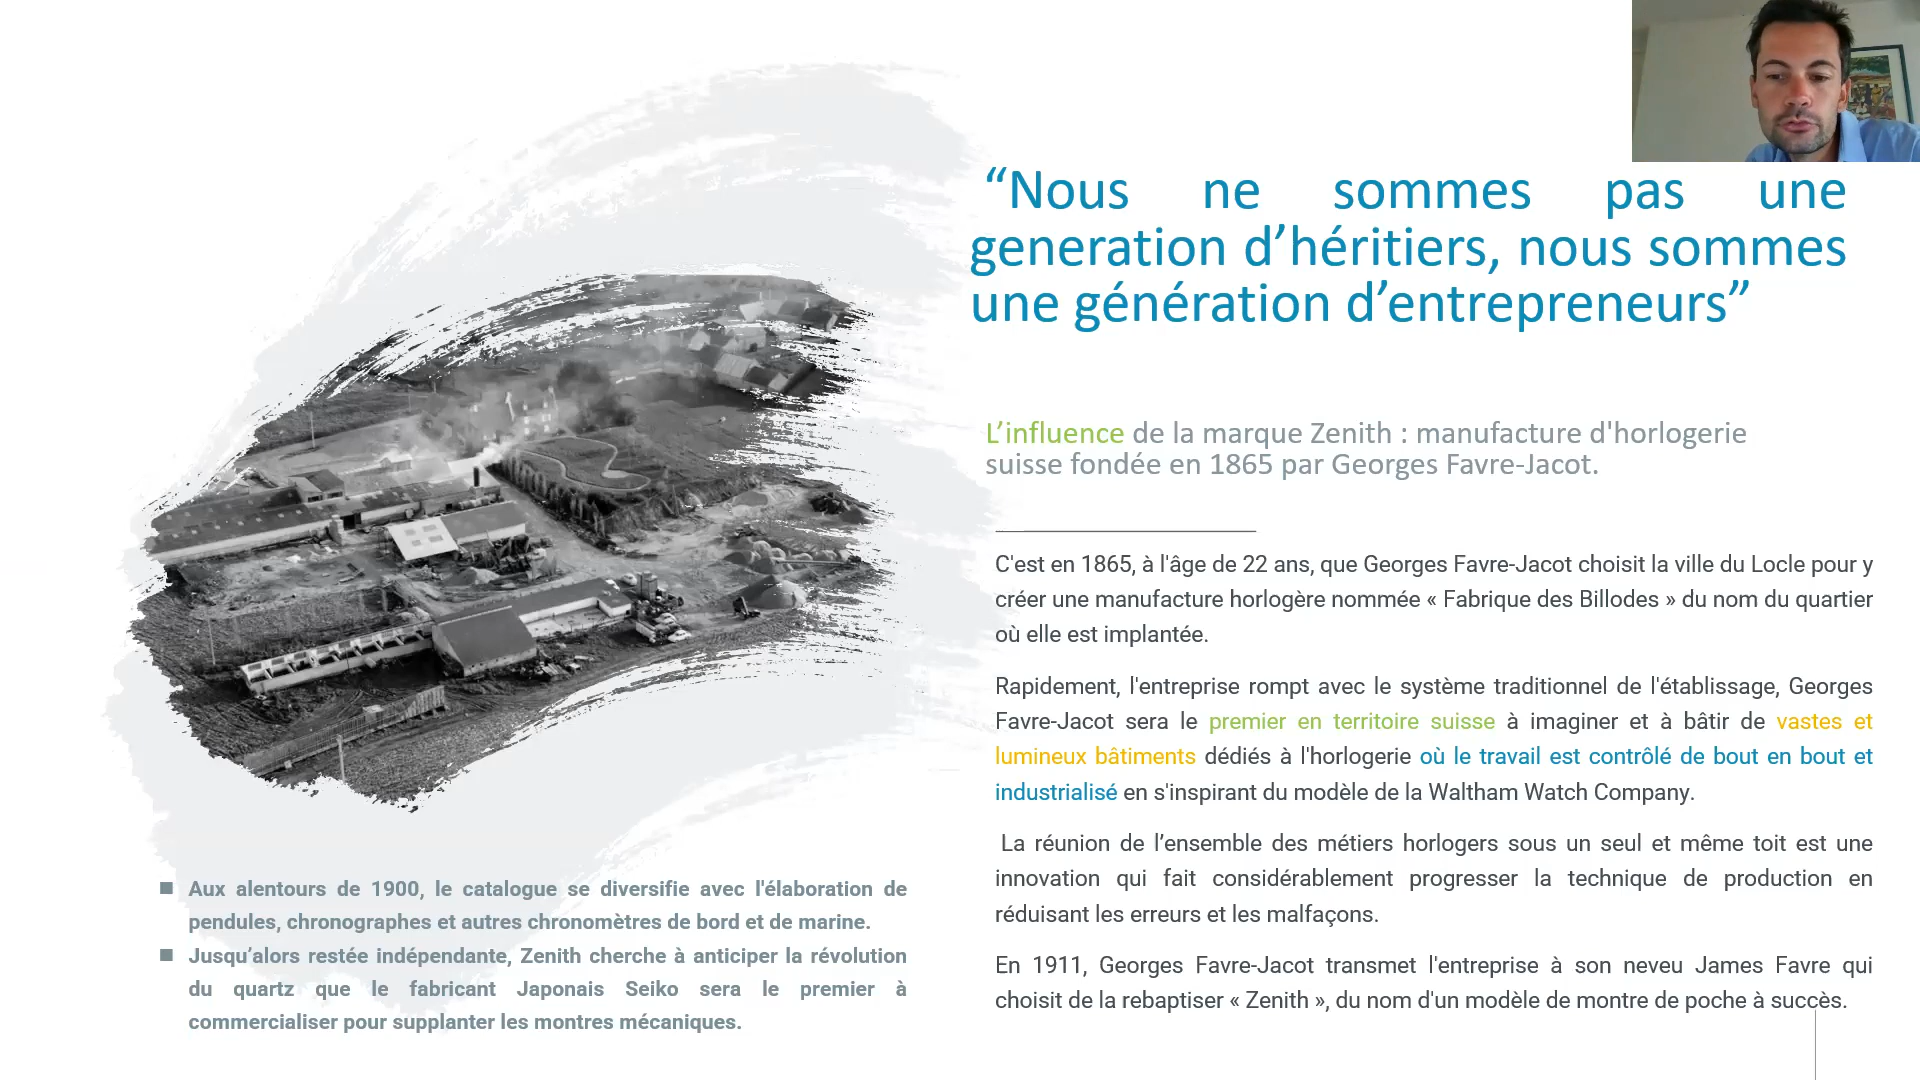 “Nous ne sommes pas une
generation d’héritiers, nous sommes
une génération d’entrepreneurs”
L’influence de la marque Zenith : manufacture d'horlogerie
suisse fondée en 1865 par Georges Favre-Jacot.
C'est en 1865, à l'âge de 22 ans, que Georges Favre-Jacot choisit la ville du Locle pour y
créer une manufacture horlogère nommée « Fabrique des Billodes » du nom du quartier
où elle est implantée.
Rapidement, l'entreprise rompt avec le système traditionnel de l'établissage, Georges
Favre-Jacot sera le premier en territoire suisse à imaginer et à bâtir de vastes et
lumineux bâtiments dédiés à l'horlogerie où le travail est contrôlé de bout en bout et
industrialisé en s'inspirant du modèle de la Waltham Watch Company.
La réunion de l’ensemble des métiers horlogers sous un seul et même toit est une
innovation qui fait considérablement progresser la technique de production en
réduisant les erreurs et les malfaçons.
En 1911, Georges Favre-Jacot transmet l'entreprise à son neveu James Favre qui
choisit de la rebaptiser « Zenith », du nom d'un modèle de montre de poche à succès.
Aux alentours de 1900, le catalogue se diversifie avec l'élaboration de
pendules, chronographes et autres chronomètres de bord et de marine.
Jusqu’alors restée indépendante, Zenith cherche à anticiper la révolution
du quartz que le fabricant Japonais Seiko sera le premier à
commercialiser pour supplanter les montres mécaniques.